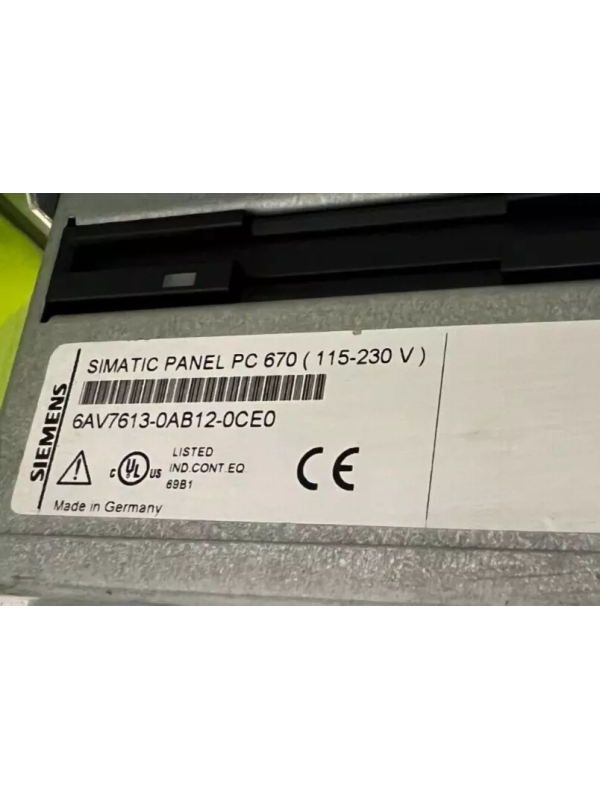 SIEMENS
SIMATIC PANEL PC 670 ( 115-230 V )
6AV7613-0AB12-0CE0
c UL us
LISTED
IND.CONT.EQ.
69B1
CE
Made in Germany